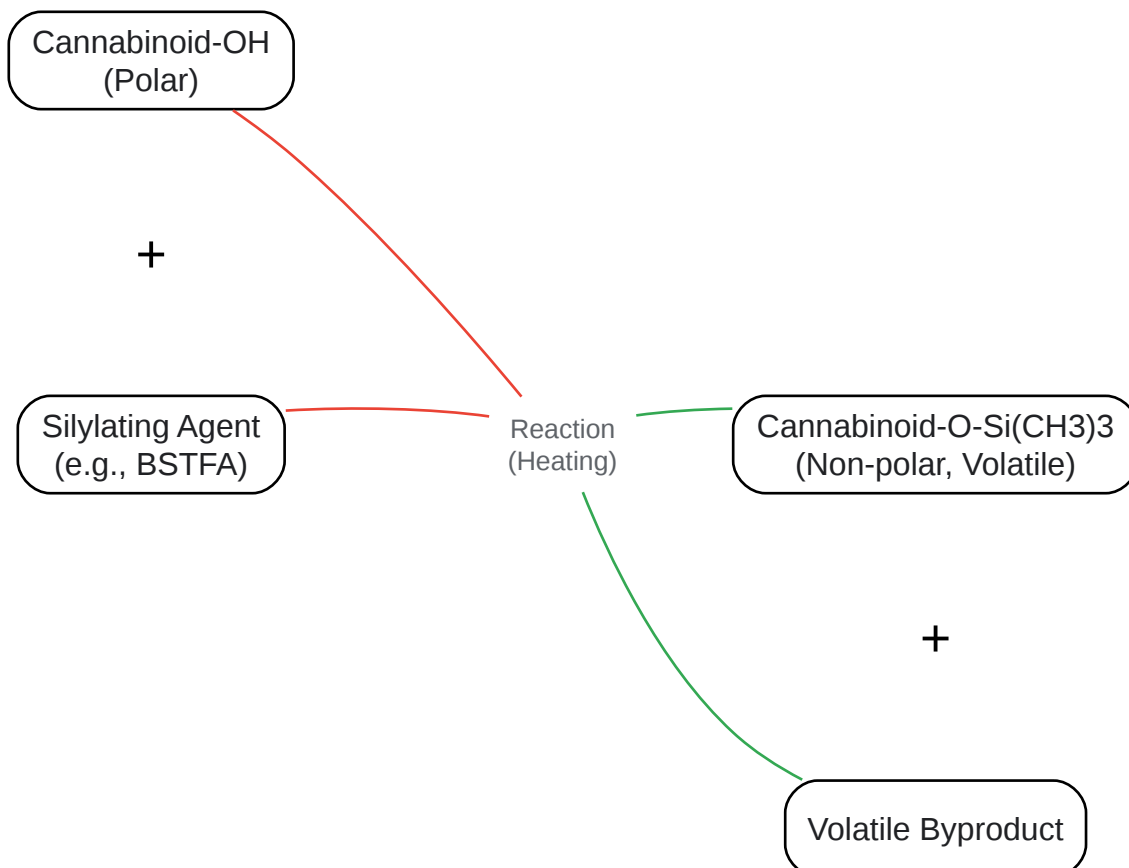 Cannabinoid-OH
(Polar)
+
Silylating Agent
(e.g., BSTFA)
Reaction
(Heating)
Cannabinoid-O-Si(CH3)3
(Non-polar, Volatile)
+
Volatile Byproduct